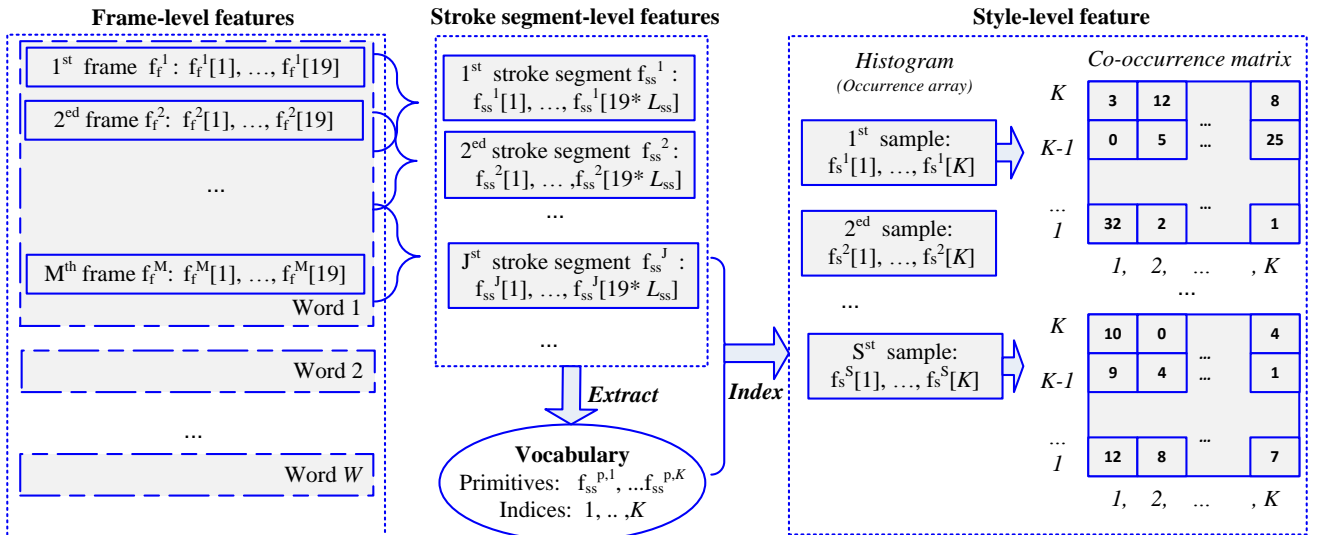 Frame-level features
1st frame ff1 : ff1[1], …, ff1[19]
2ed frame ff2: ff2[1], …, ff2[19]
...
Mth frame ffM: ffM[1], …, ffM[19]
Word 1
Word 2
...
Word W
Stroke segment-level features
1st stroke segment fss1 :
fss1[1], …, fss1[19* Lss]
2ed stroke segment fss2 :
fss2[1], … ,fss2[19* Lss]
...
Jst stroke segment fssJ :
fssJ[1], …, fssJ[19* Lss]
...
Extract
Index
Vocabulary
Primitives: fssp,1, ...fssp,K
Indices: 1, .. ,K
Style-level feature
Histogram
(Occurrence array)
1st sample:
fs1[1], …, fs1[K]
2ed sample:
fs2[1], …, fs2[K]
...
Sst sample:
fsS[1], …, fsS[K]
Co-occurrence matrix
K 3 12 ... 8
K-1 0 5 ... 25
...
...
1 32 2 1
1, 2, ... , K
...
K 10 0 ... 4
K-1 9 4 ... 1
...
...
1 12 8 7
1, 2, ... , K